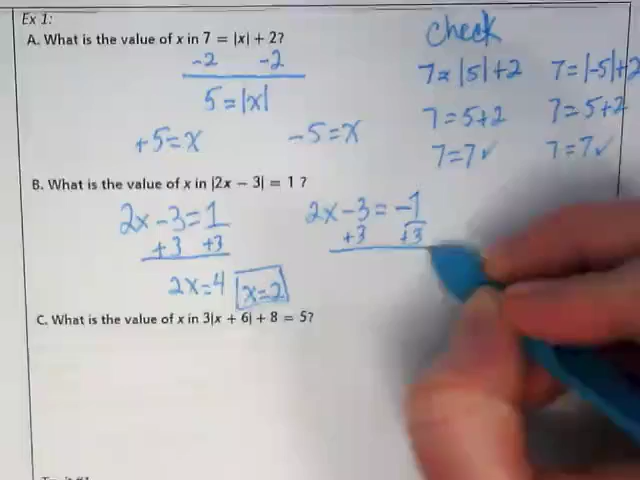 Ex 1:
A. What is the value of x in 7 = |x| + 2?
-2 -2
5 = |x|
+5 = x -5 = x
Check
7 = |5| + 2 7 = |-5| + 2
7 = 5 + 2 7 = 5 + 2
7 = 7 ✓ 7 = 7 ✓
B. What is the value of x in |2x − 3| = 1 ?
2x - 3 = 1 2x - 3 = -1
+3 +3 +3 +3
2x = 4 x = 2
C. What is the value of x in 3|x + 6| + 8 = 5?